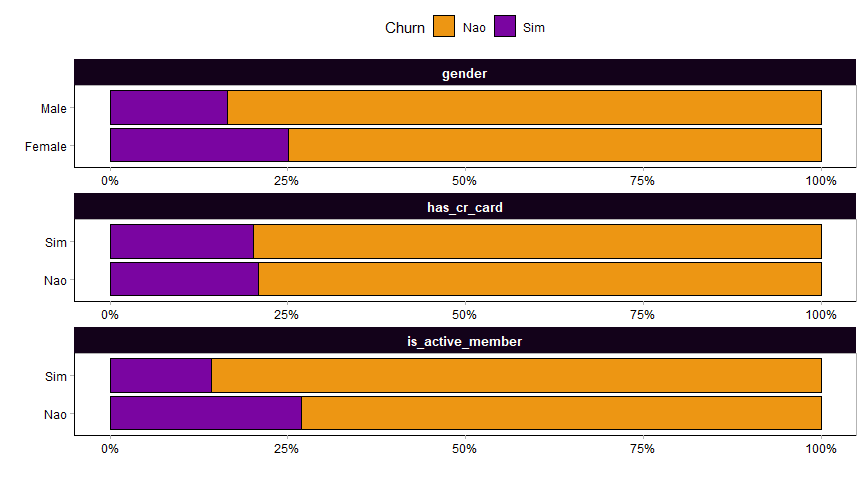 Churn Nao Sim
gender
Male
Female
0% 25% 50% 75% 100%
has_cr_card
Sim
Nao
0% 25% 50% 75% 100%
is_active_member
Sim
Nao
0% 25% 50% 75% 100%